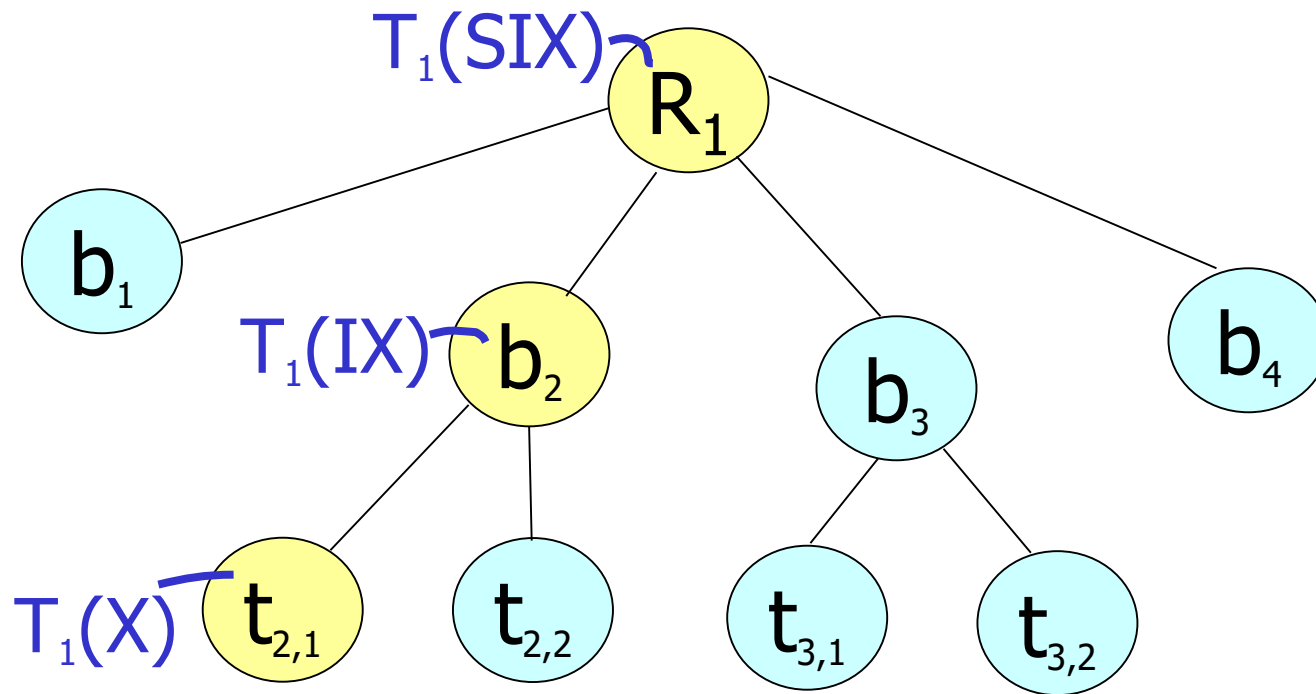 T₁(SIX)
R₁
b₁
T₁(IX)
b₂
b₃
b₄
T₁(X)
t₂,₁
t₂,₂
t₃,₁
t₃,₂